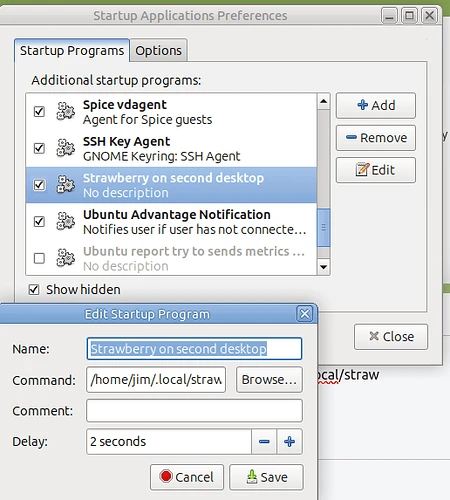 Startup Applications Preferences
Startup Programs Options
Additional startup programs:
Spice vdagent
Agent for Spice guests
SSH Key Agent
GNOME Keyring: SSH Agent
Strawberry on second desktop
No description
Ubuntu Advantage Notification
Notifies user if user has not connecte...
Ubuntu report try to sends metrics ...
No description
Add
Remove
Edit
Show hidden
Close
Edit Startup Program
Name: Strawberry on second desktop
Command: /home/jim/.local/straw Browse...
Comment:
Delay: 2 seconds
Cancel Save
ocal/straw